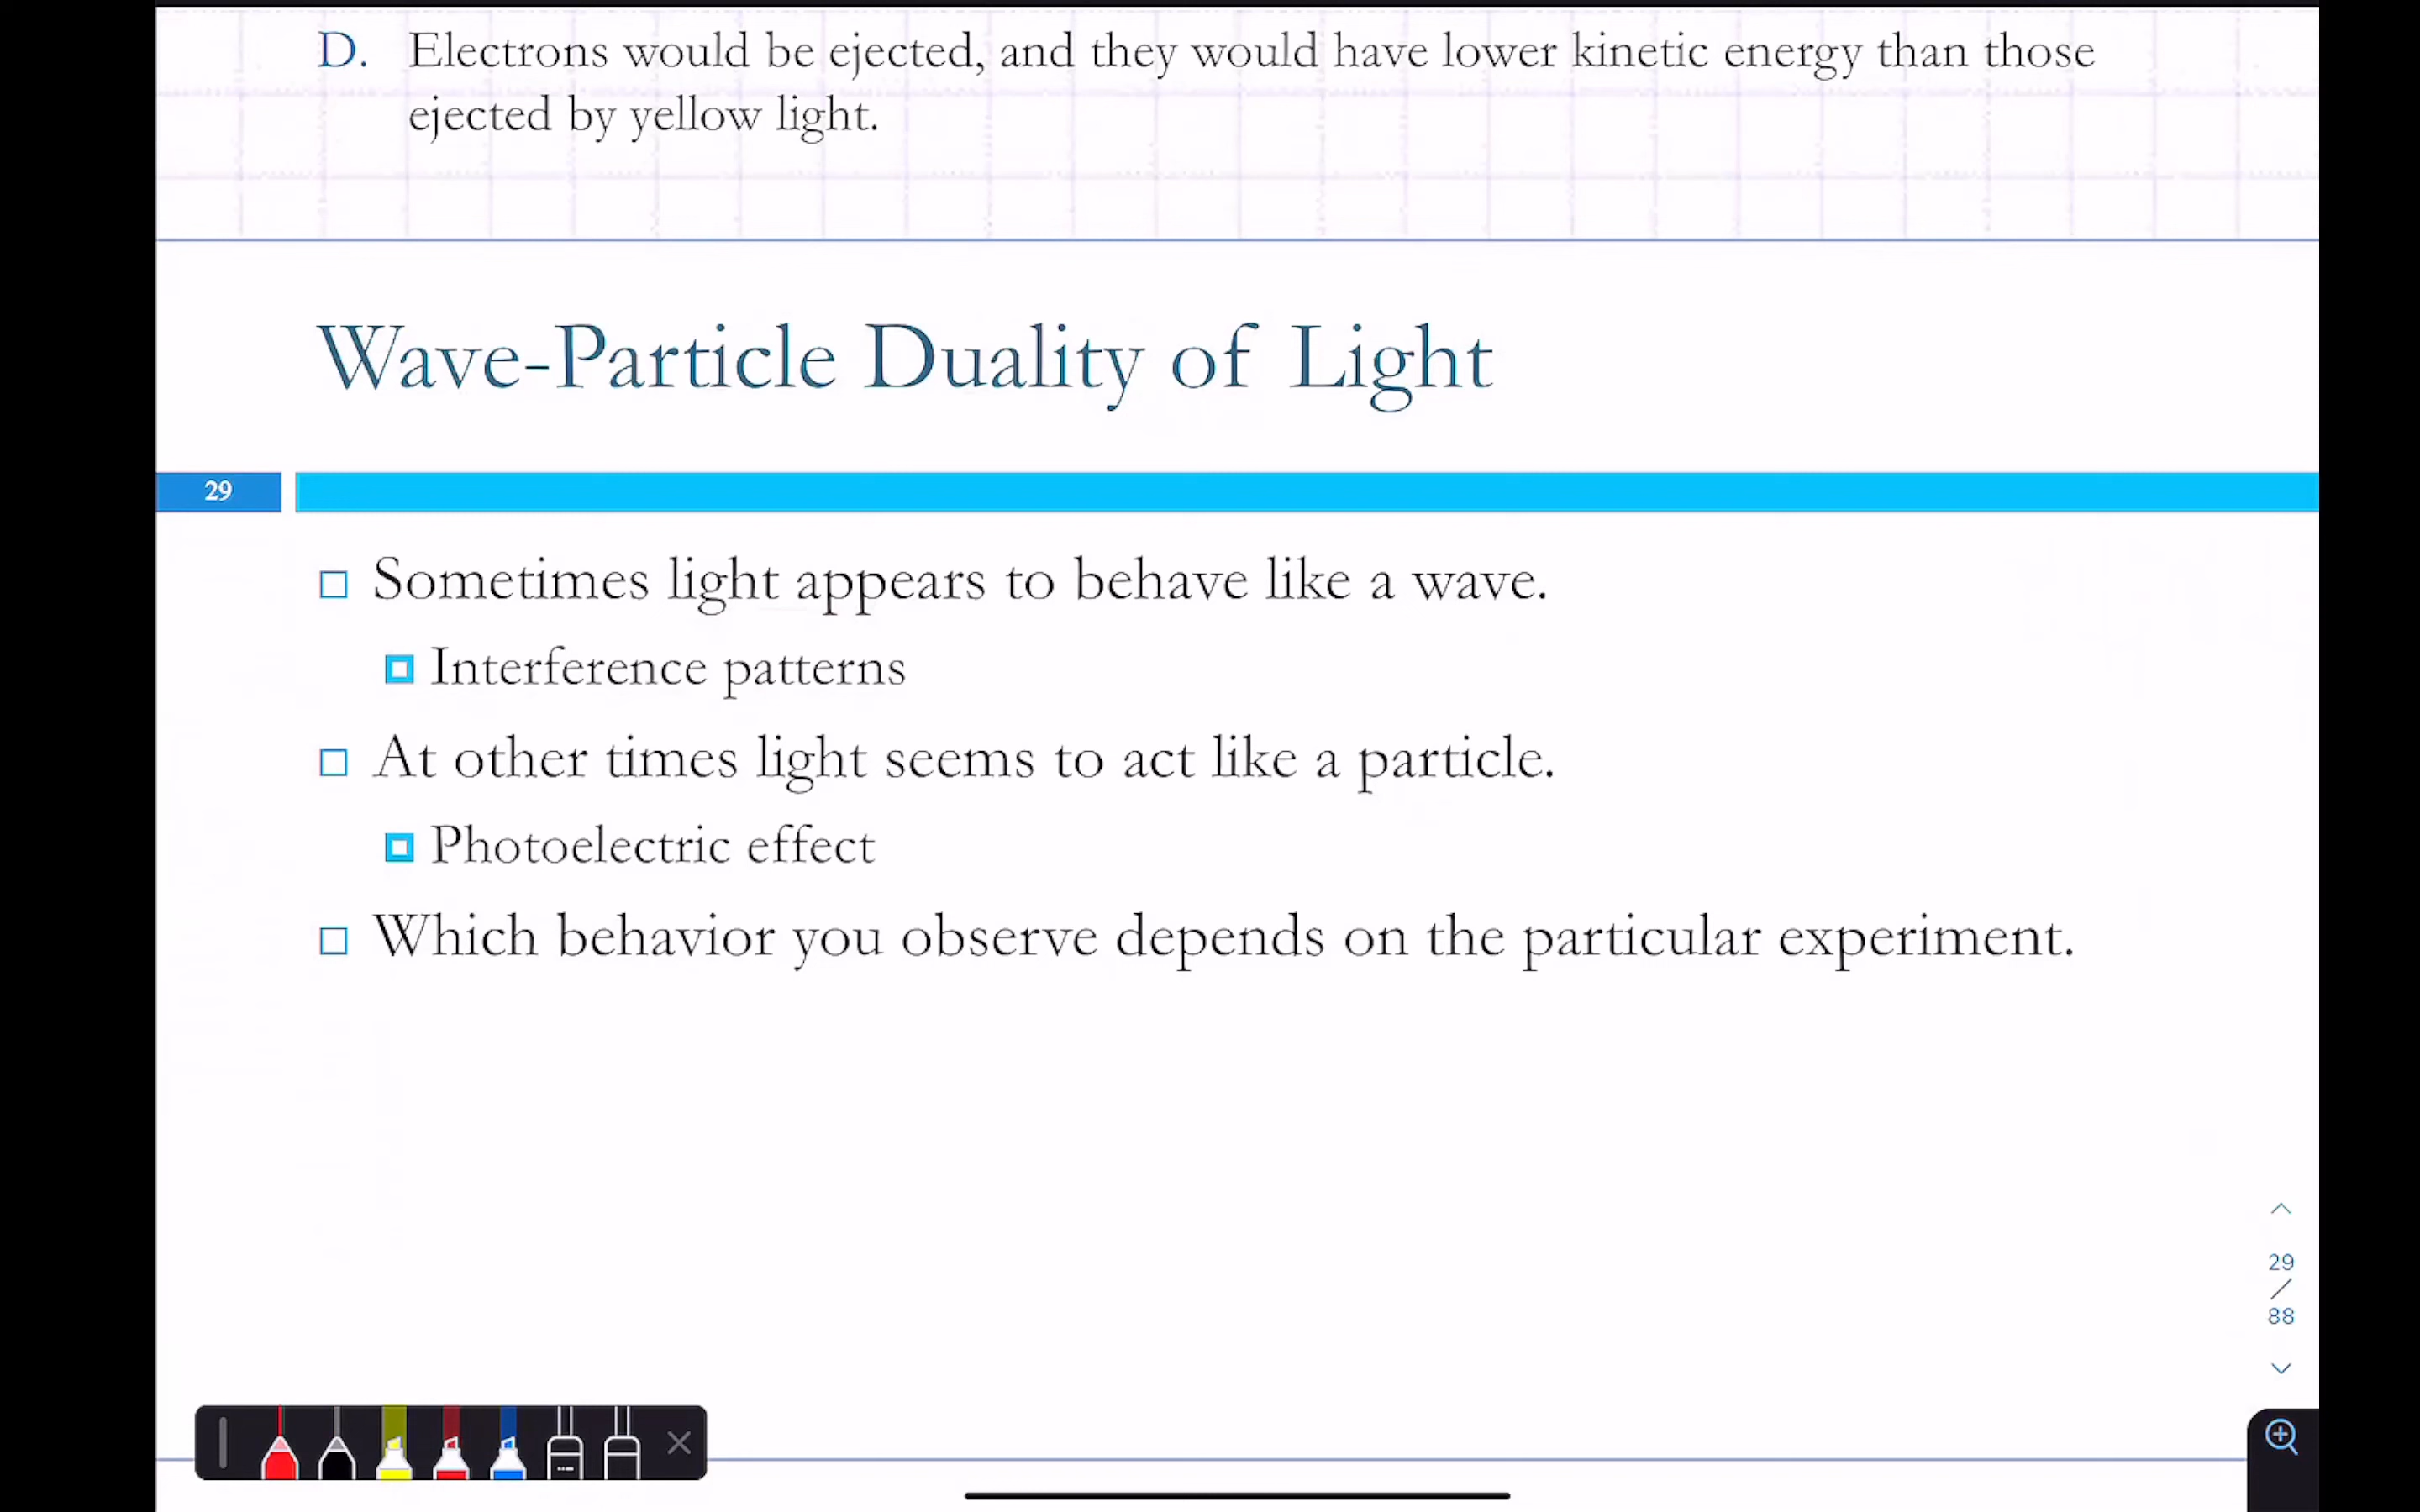 D. Electrons would be ejected, and they would have lower kinetic energy than those
ejected by yellow light.
Wave-Particle Duality of Light
29
Sometimes light appears to behave like a wave.
Interference patterns
At other times light seems to act like a particle.
Photoelectric effect
Which behavior you observe depends on the particular experiment.
29
/
88